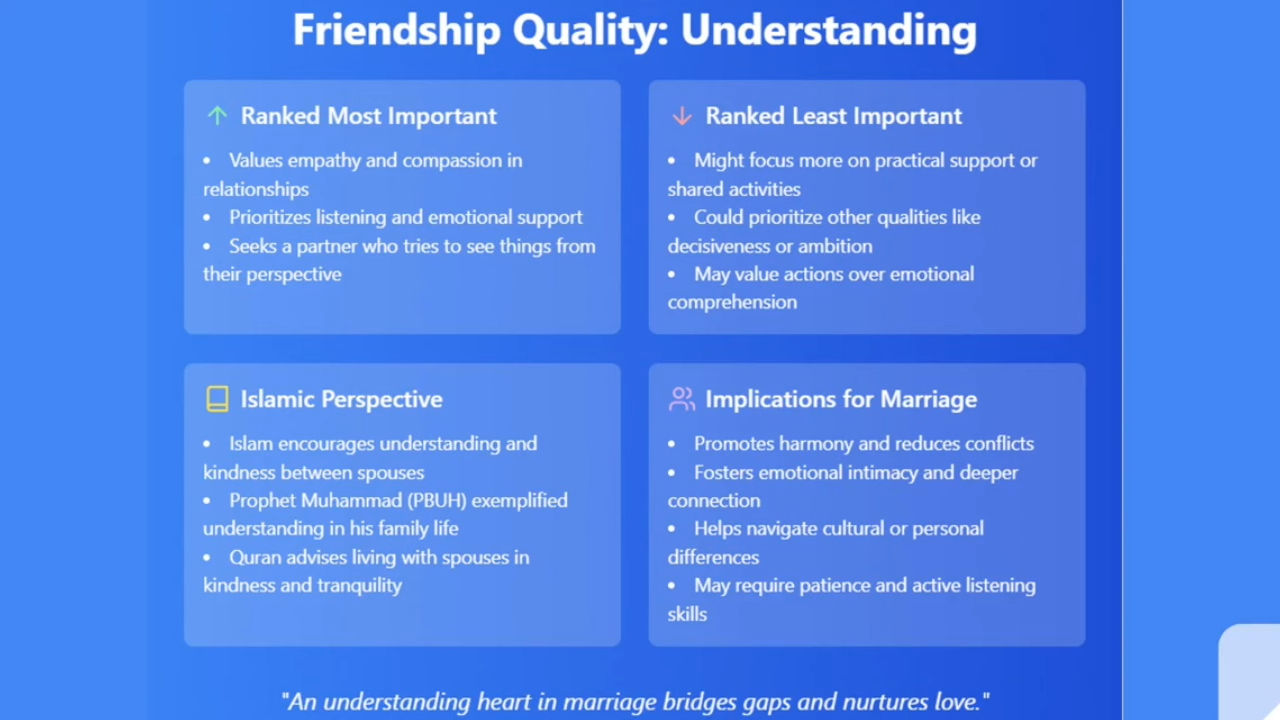 Friendship Quality: Understanding
Ranked Most Important
• Values empathy and compassion in
relationships
• Prioritizes listening and emotional support
• Seeks a partner who tries to see things from
their perspective
Ranked Least Important
• Might focus more on practical support or
shared activities
• Could prioritize other qualities like
decisiveness or ambition
• May value actions over emotional
comprehension
Islamic Perspective
• Islam encourages understanding and
kindness between spouses
• Prophet Muhammad (PBUH) exemplified
understanding in his family life
• Quran advises living with spouses in
kindness and tranquility
Implications for Marriage
• Promotes harmony and reduces conflicts
• Fosters emotional intimacy and deeper
connection
• Helps navigate cultural or personal
differences
• May require patience and active listening
skills
"An understanding heart in marriage bridges gaps and nurtures love."